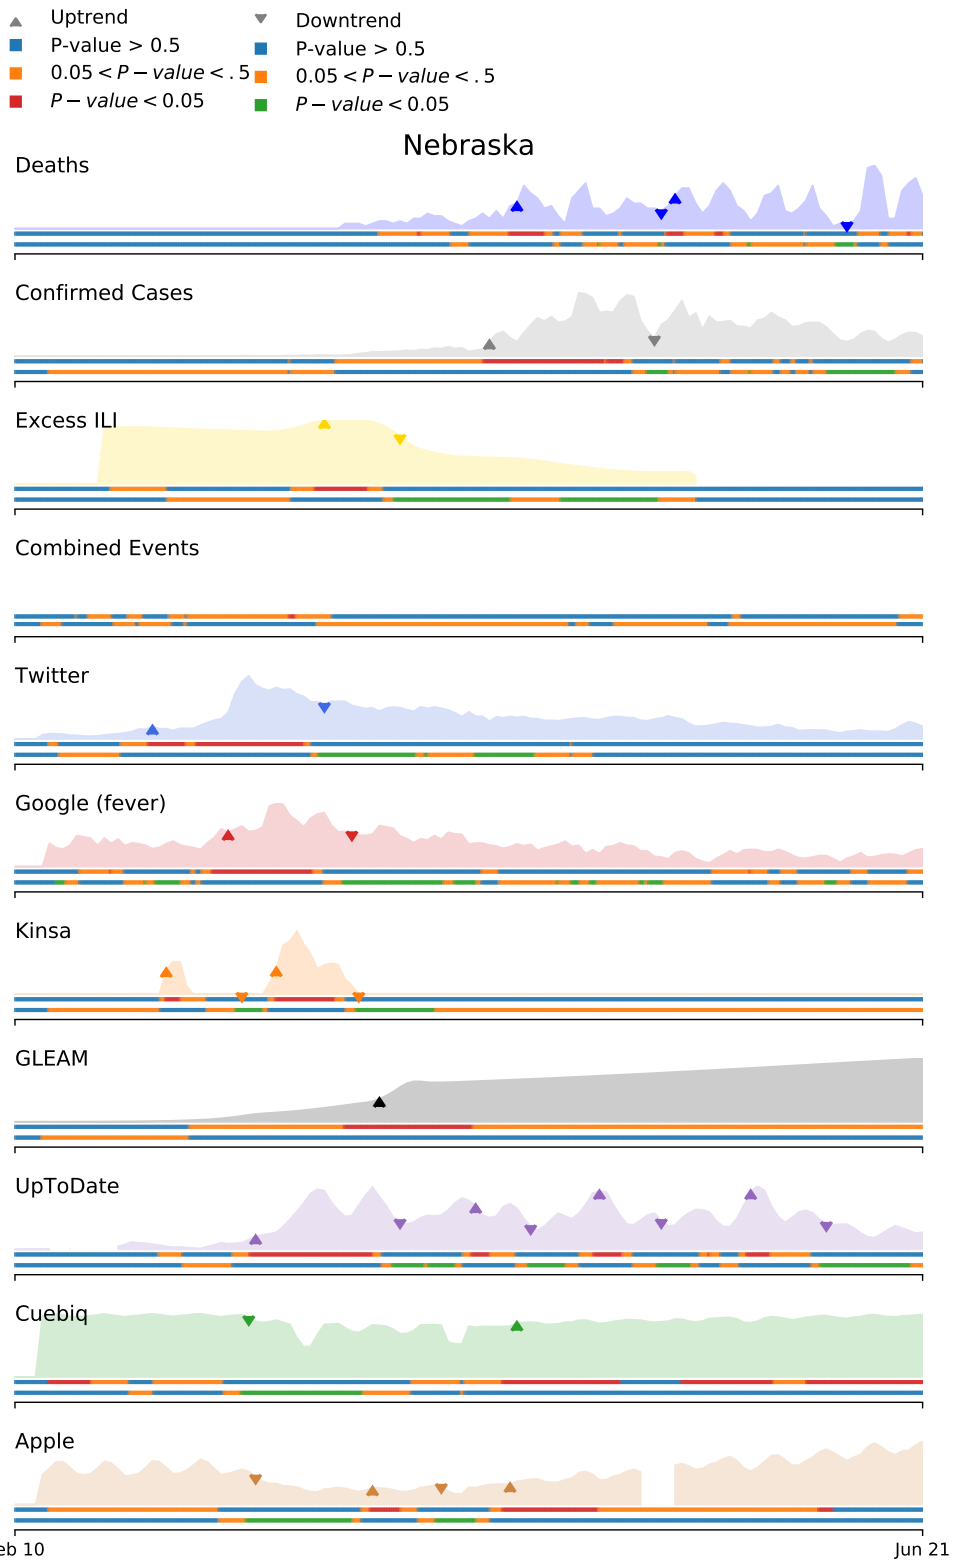 Uptrend
P-value > 0.5
0.05 < P − value < .5
P − value < 0.05
Downtrend
P-value > 0.5
0.05 < P − value < .5
P − value < 0.05
Nebraska
Deaths
Confirmed Cases
Excess ILI
Combined Events
Twitter
Google (fever)
Kinsa
GLEAM
UpToDate
Cuebiq
Apple
eb 10
Jun 21